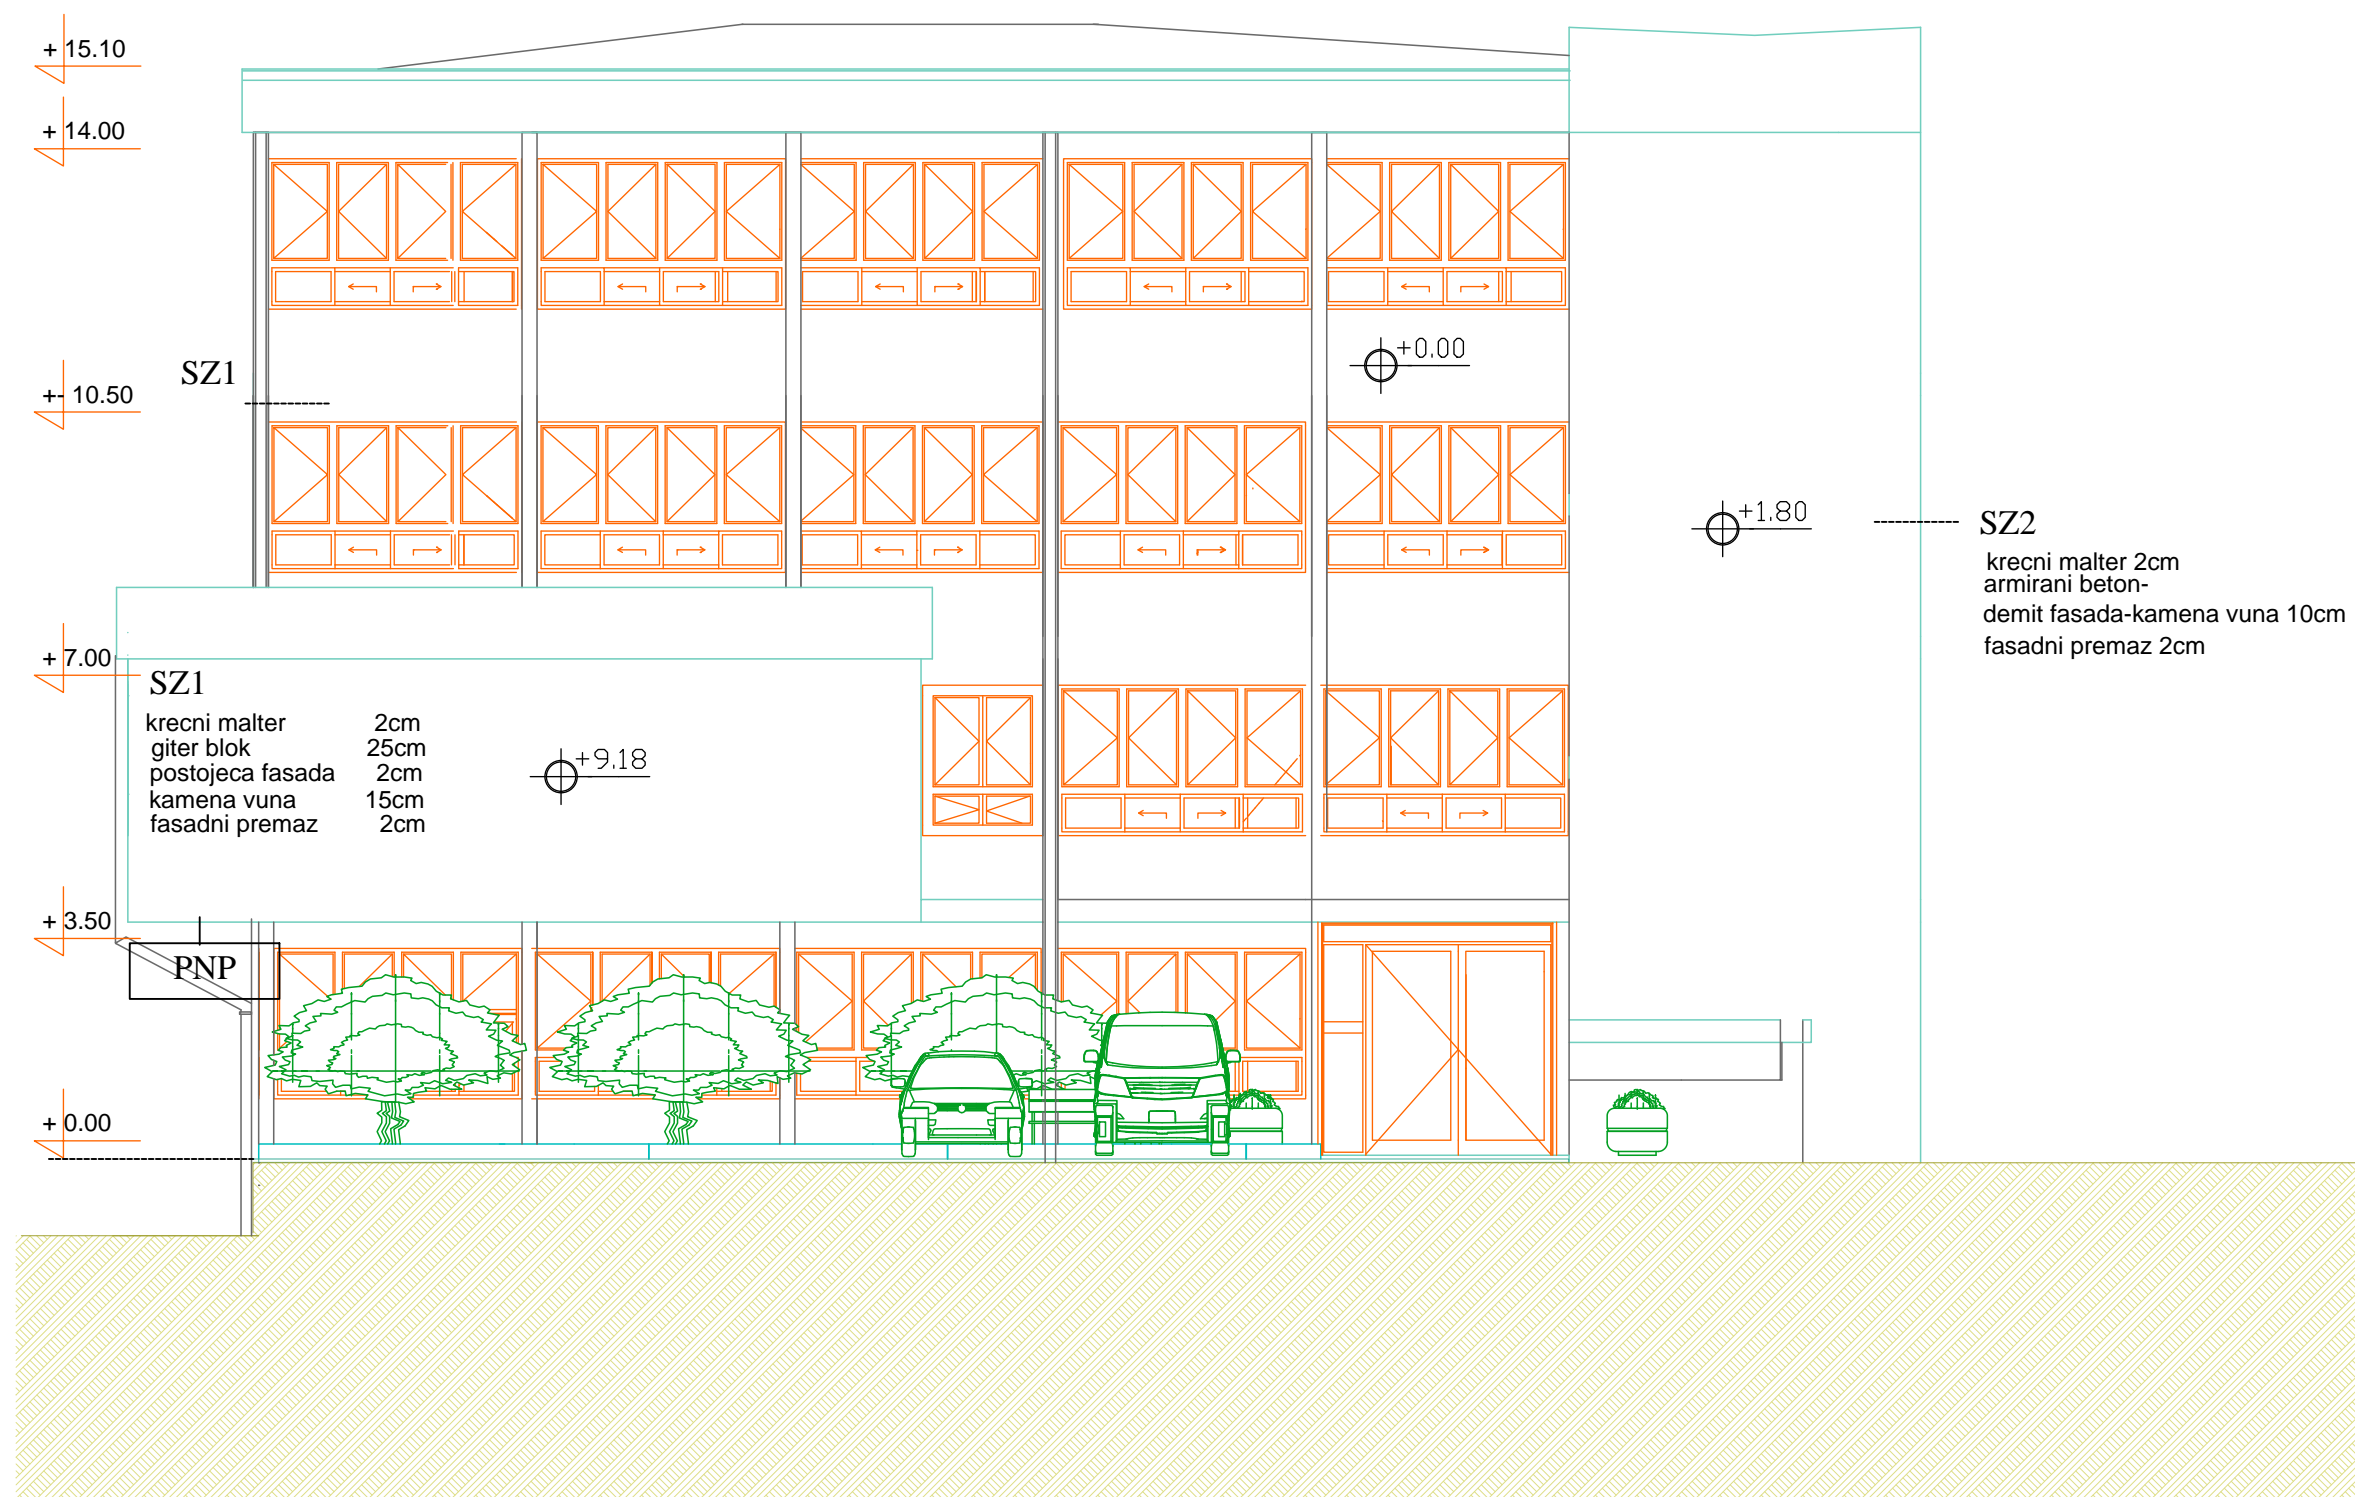 + 15.10
+ 14.00
+0.00
SZ1
+- 10.50
+1.80
SZ2
krecni malter 2cm
armirani beton-
demit fasada-kamena vuna 10cm
fasadni premaz 2cm
+ 7.00
SZ1
krecni malter 2cm
giter blok 25cm
postojeca fasada 2cm
kamena vuna 15cm
fasadni premaz 2cm
+9.18
+ 3.50
PNP
+ 0.00